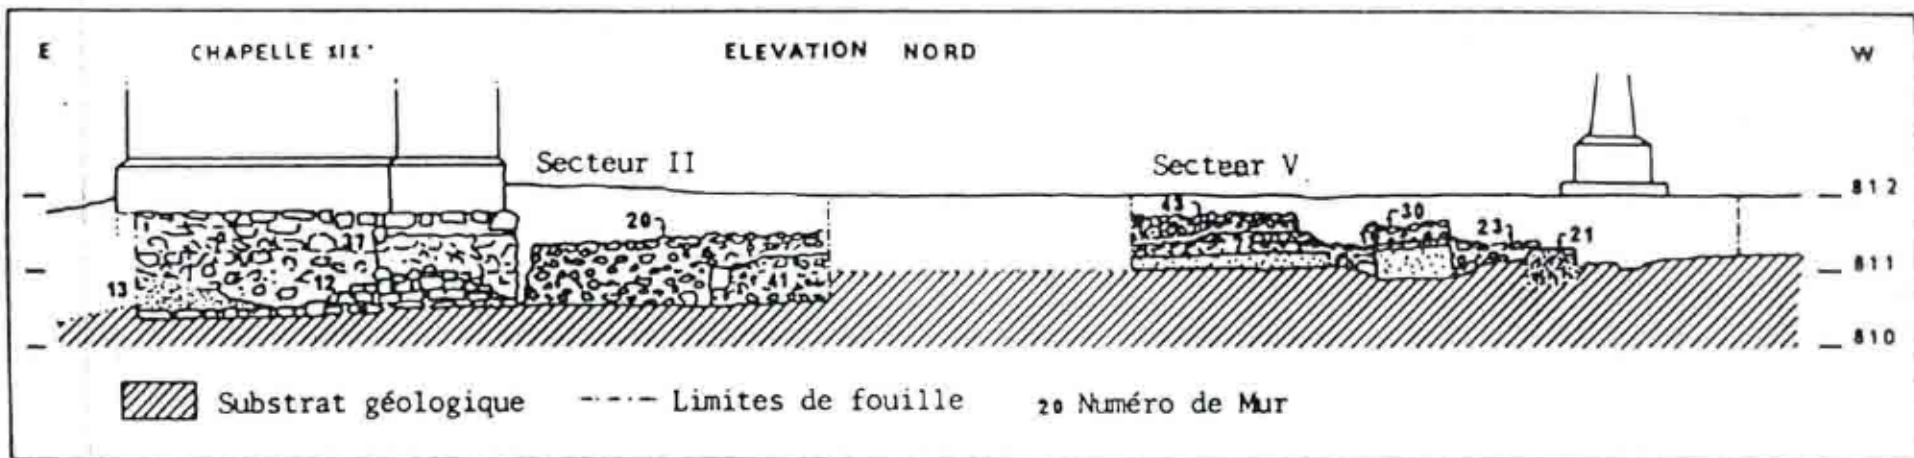 E CHAPELLE XIX° ELEVATION NORD W
Secteur II Secteur V
812
43
20 30
17 23 21
811
13 12 41
810
Substrat géologique Limites de fouille 20 Numéro de Mur